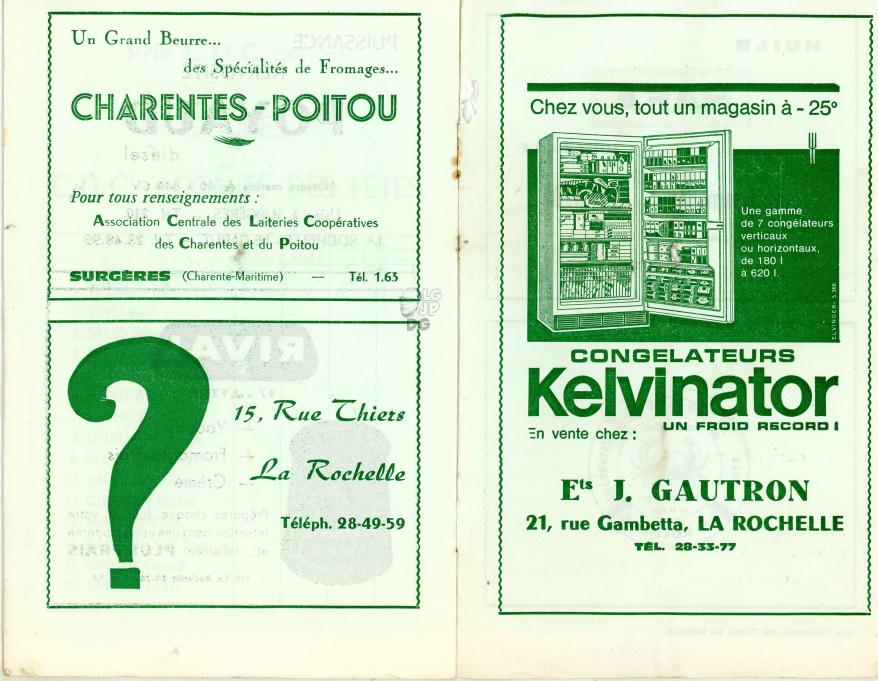 Un Grand Beurre...
des Spécialités de Fromages...
CHARENTES - POITOU
Pour tous renseignements :
Association Centrale des Laiteries Coopératives
des Charentes et du Poitou
SURGÈRES (Charente-Maritime) — Tél. 1.63
?
15, Rue Thiers
La Rochelle
Téléph. 28-49-59
Chez vous, tout un magasin à - 25°
Une gamme
de 7 congélateurs
verticaux
ou horizontaux,
de 180 l
à 620 l.
ELVINGER - S 366
CONGELATEURS
Kelvinator
UN FROID RECORD !
En vente chez :
Ets J. GAUTRON
21, rue Gambetta, LA ROCHELLE
TÉL. 28-33-77